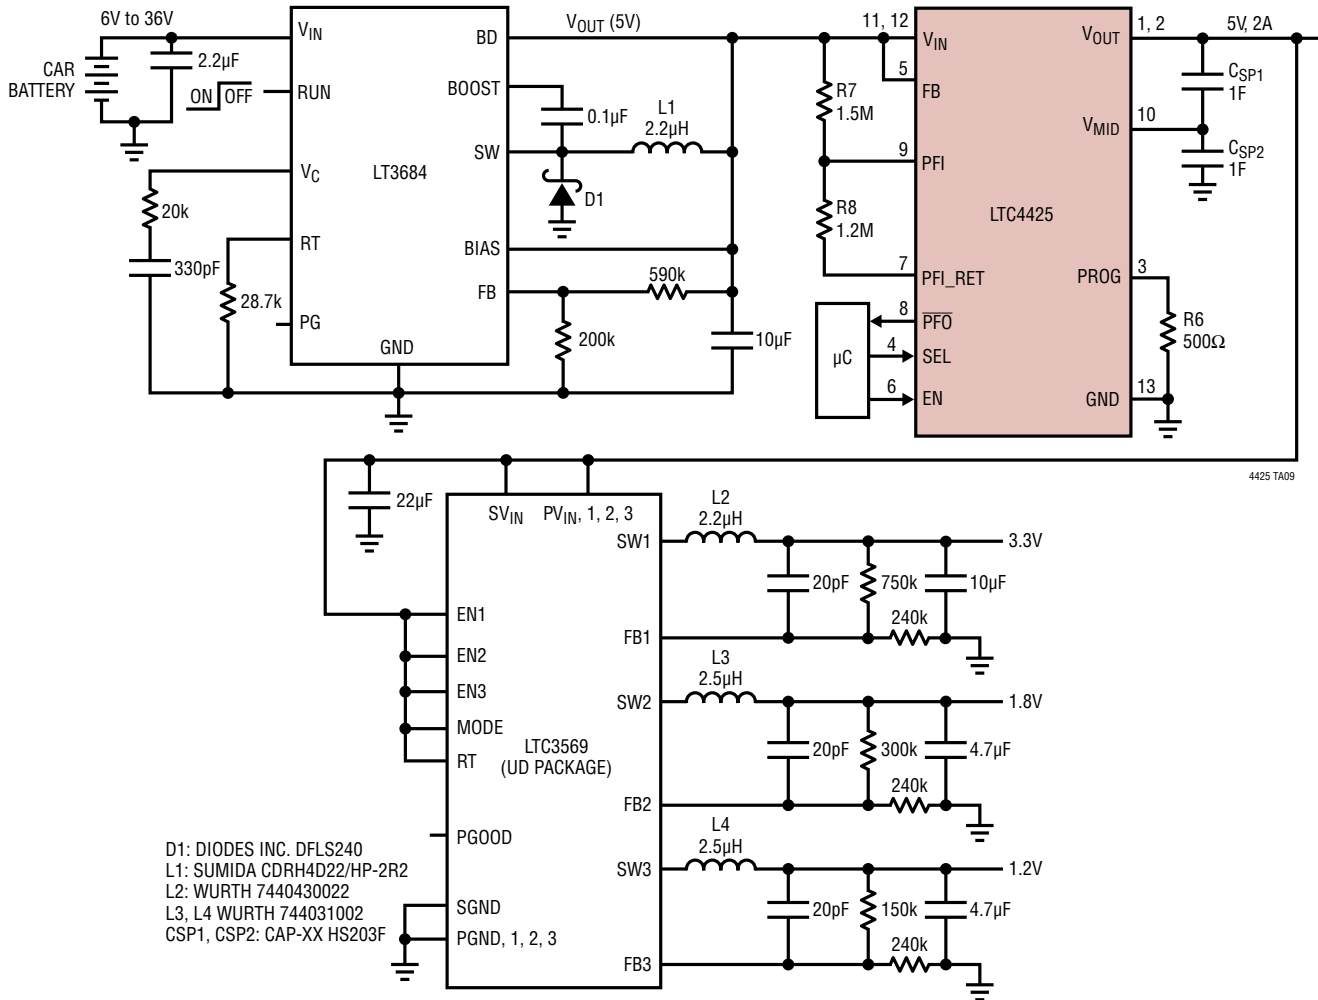 6V to 36V
CAR
BATTERY
2.2µF
ON OFF
VIN
RUN
VC
RT
PG
GND
LT3684
BD
BOOST
SW
BIAS
FB
20k
330pF
28.7k
VOUT (5V)
0.1µF
L1
2.2µH
D1
590k
200k
10µF
R7
1.5M
R8
1.2M
11, 12
5
9
7
8
4
6
µC
VIN
FB
PFI
PFI_RET
PFO
SEL
EN
LTC4425
VOUT
VMID
PROG
GND
1, 2
10
3
13
5V, 2A
CSP1
1F
CSP2
1F
R6
500Ω
4425 TA09
22µF
SVIN
PVIN, 1, 2, 3
EN1
EN2
EN3
MODE
RT
PGOOD
SGND
PGND, 1, 2, 3
LTC3569
(UD PACKAGE)
SW1
FB1
SW2
FB2
SW3
FB3
L2
2.2µH
3.3V
20pF
750k
10µF
240k
L3
2.5µH
1.8V
20pF
300k
4.7µF
240k
L4
2.5µH
1.2V
20pF
150k
4.7µF
240k
D1: DIODES INC. DFLS240
L1: SUMIDA CDRH4D22/HP-2R2
L2: WURTH 7440430022
L3, L4 WURTH 744031002
CSP1, CSP2: CAP-XX HS203F